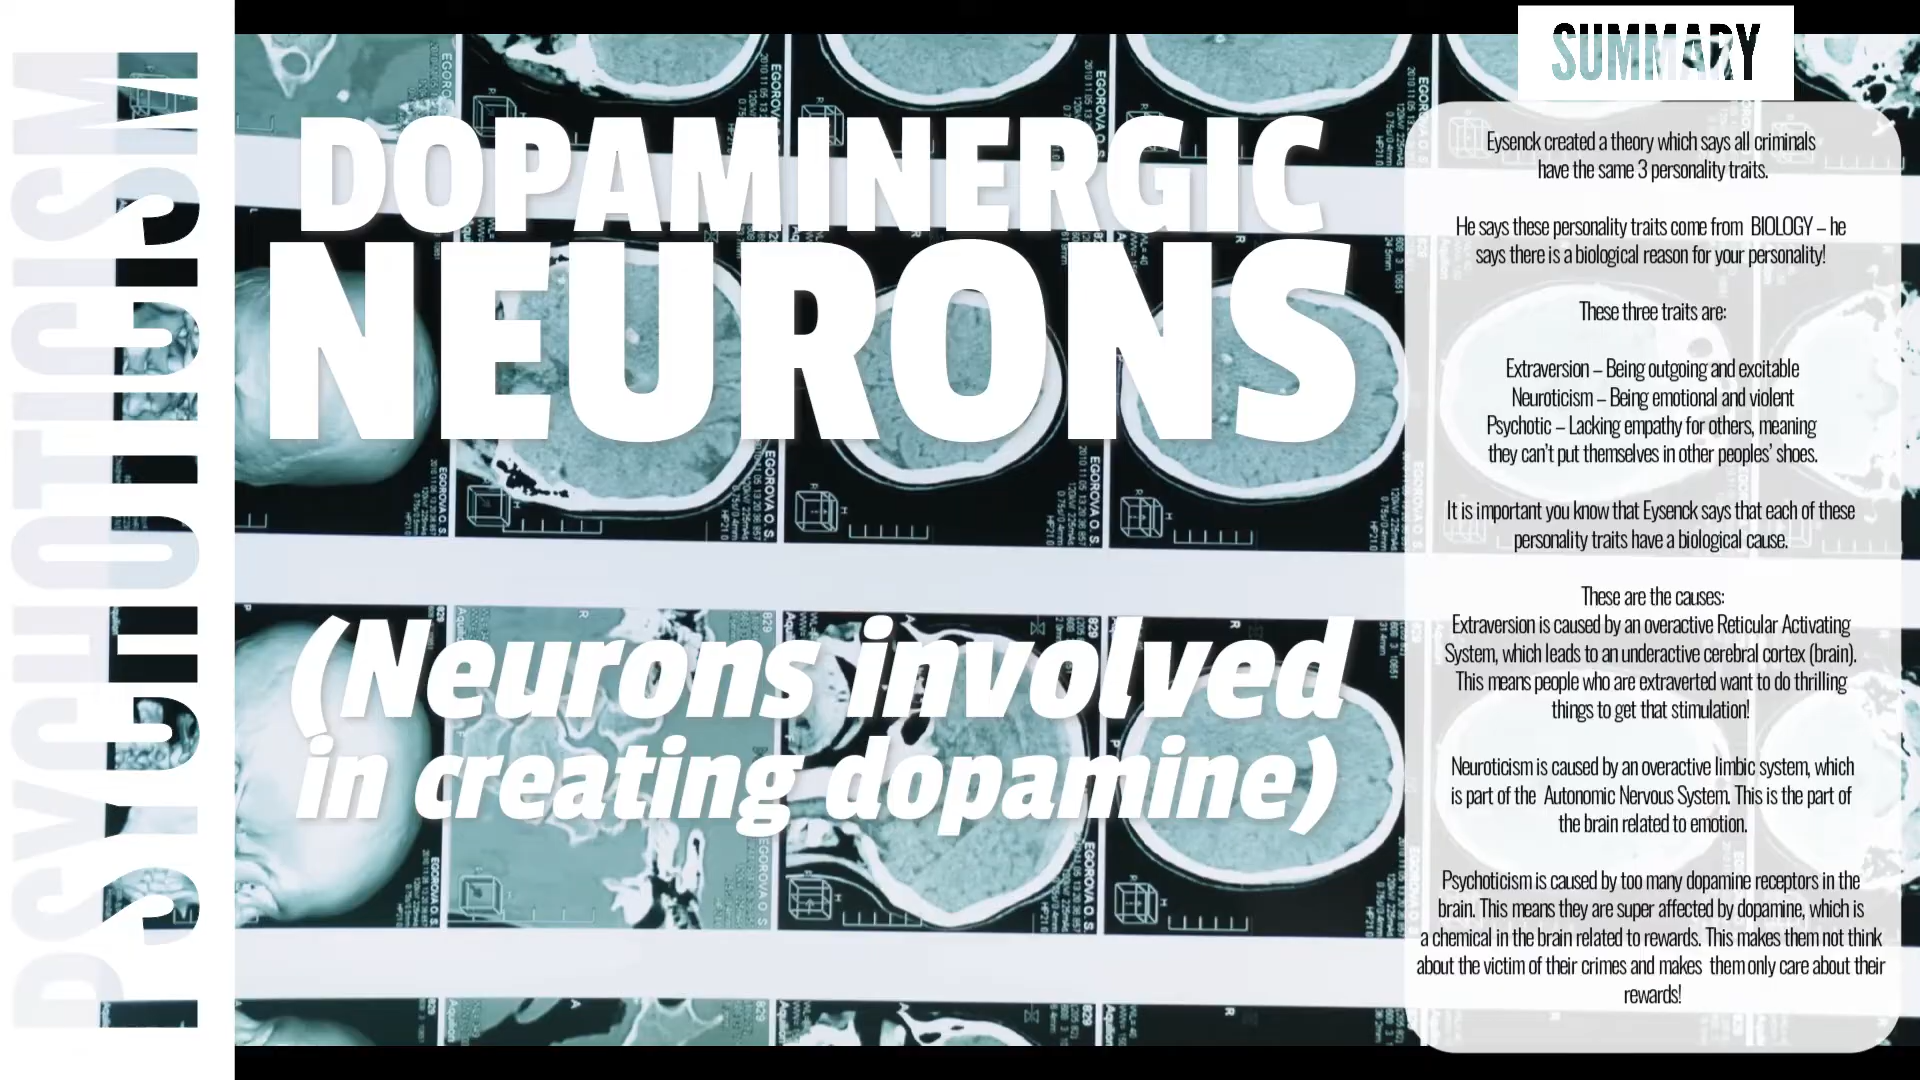 PSYCHOTICISM
DOPAMINERGIC
NEURONS
(Neurons involved
in creating dopamine)
SUMMARY
Eysenck created a theory which says all criminals
have the same 3 personality traits.
He says these personality traits come from BIOLOGY – he
says there is a biological reason for your personality!
These three traits are:
Extraversion – Being outgoing and excitable
Neuroticism – Being emotional and violent
Psychotic – Lacking empathy for others, meaning
they can't put themselves in other peoples' shoes.
It is important you know that Eysenck says that each of these
personality traits have a biological cause.
These are the causes:
Extraversion is caused by an overactive Reticular Activating
System, which leads to an underactive cerebral cortex (brain).
This means people who are extraverted want to do thrilling
things to get that stimulation!
Neuroticism is caused by an overactive limbic system, which
is part of the Autonomic Nervous System. This is the part of
the brain related to emotion.
Psychoticism is caused by too many dopamine receptors in the
brain. This means they are super affected by dopamine, which is
a chemical in the brain related to rewards. This makes them not think
about the victim of their crimes and makes them only care about their
rewards!
EGOROVA O. S.
EGOROVA O. S.
EGOROVA O. S.